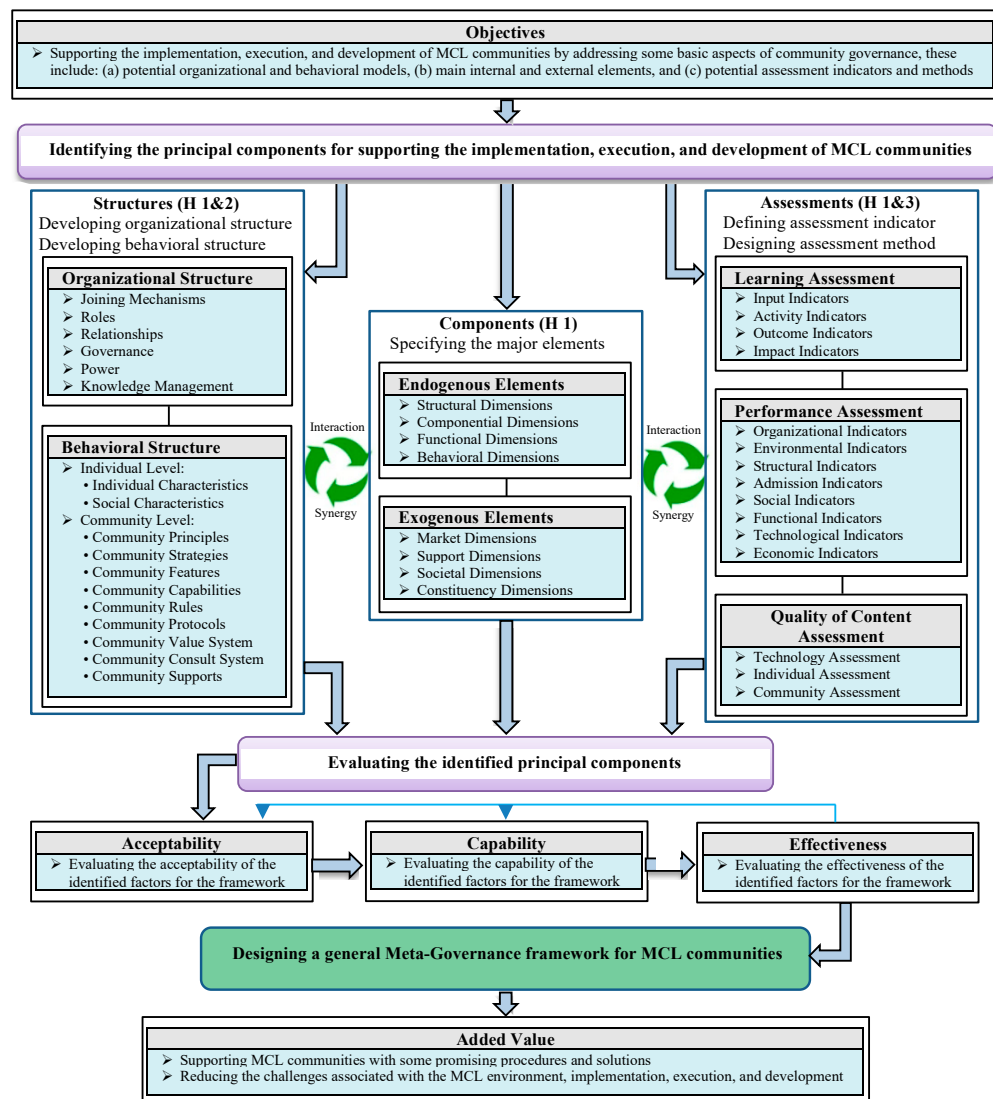 Objectives
➢ Supporting the implementation, execution, and development of MCL communities by addressing some basic aspects of community governance, these
include: (a) potential organizational and behavioral models, (b) main internal and external elements, and (c) potential assessment indicators and methods
Identifying the principal components for supporting the implementation, execution, and development of MCL communities
Structures (H 1&2)
Developing organizational structure
Developing behavioral structure
Organizational Structure
➢ Joining Mechanisms
➢ Roles
➢ Relationships
➢ Governance
➢ Power
➢ Knowledge Management
Behavioral Structure
➢ Individual Level:
• Individual Characteristics
• Social Characteristics
➢ Community Level:
• Community Principles
• Community Strategies
• Community Features
• Community Capabilities
• Community Rules
• Community Protocols
• Community Value System
• Community Consult System
• Community Supports
Interaction
Synergy
Components (H 1)
Specifying the major elements
Endogenous Elements
➢ Structural Dimensions
➢ Componential Dimensions
➢ Functional Dimensions
➢ Behavioral Dimensions
Exogenous Elements
➢ Market Dimensions
➢ Support Dimensions
➢ Societal Dimensions
➢ Constituency Dimensions
Interaction
Synergy
Assessments (H 1&3)
Defining assessment indicator
Designing assessment method
Learning Assessment
➢ Input Indicators
➢ Activity Indicators
➢ Outcome Indicators
➢ Impact Indicators
Performance Assessment
➢ Organizational Indicators
➢ Environmental Indicators
➢ Structural Indicators
➢ Admission Indicators
➢ Social Indicators
➢ Functional Indicators
➢ Technological Indicators
➢ Economic Indicators
Quality of Content
Assessment
➢ Technology Assessment
➢ Individual Assessment
➢ Community Assessment
Evaluating the identified principal components
Acceptability
➢ Evaluating the acceptability of the
identified factors for the framework
Capability
➢ Evaluating the capability of the
identified factors for the framework
Effectiveness
➢ Evaluating the effectiveness of the
identified factors for the framework
Designing a general Meta-Governance framework for MCL communities
Added Value
➢ Supporting MCL communities with some promising procedures and solutions
➢ Reducing the challenges associated with the MCL environment, implementation, execution, and development